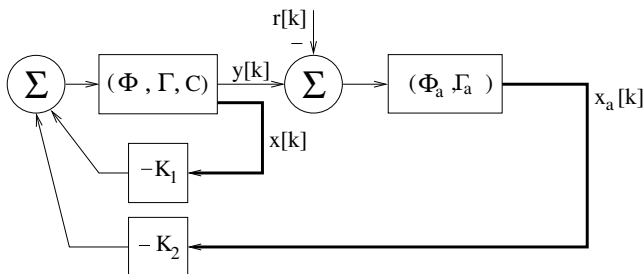 r[k]
−
Σ
(Φ , Γ, C)
y[k]
Σ
(Φa ,Γa)
xa[k]
x[k]
−K1
−K2